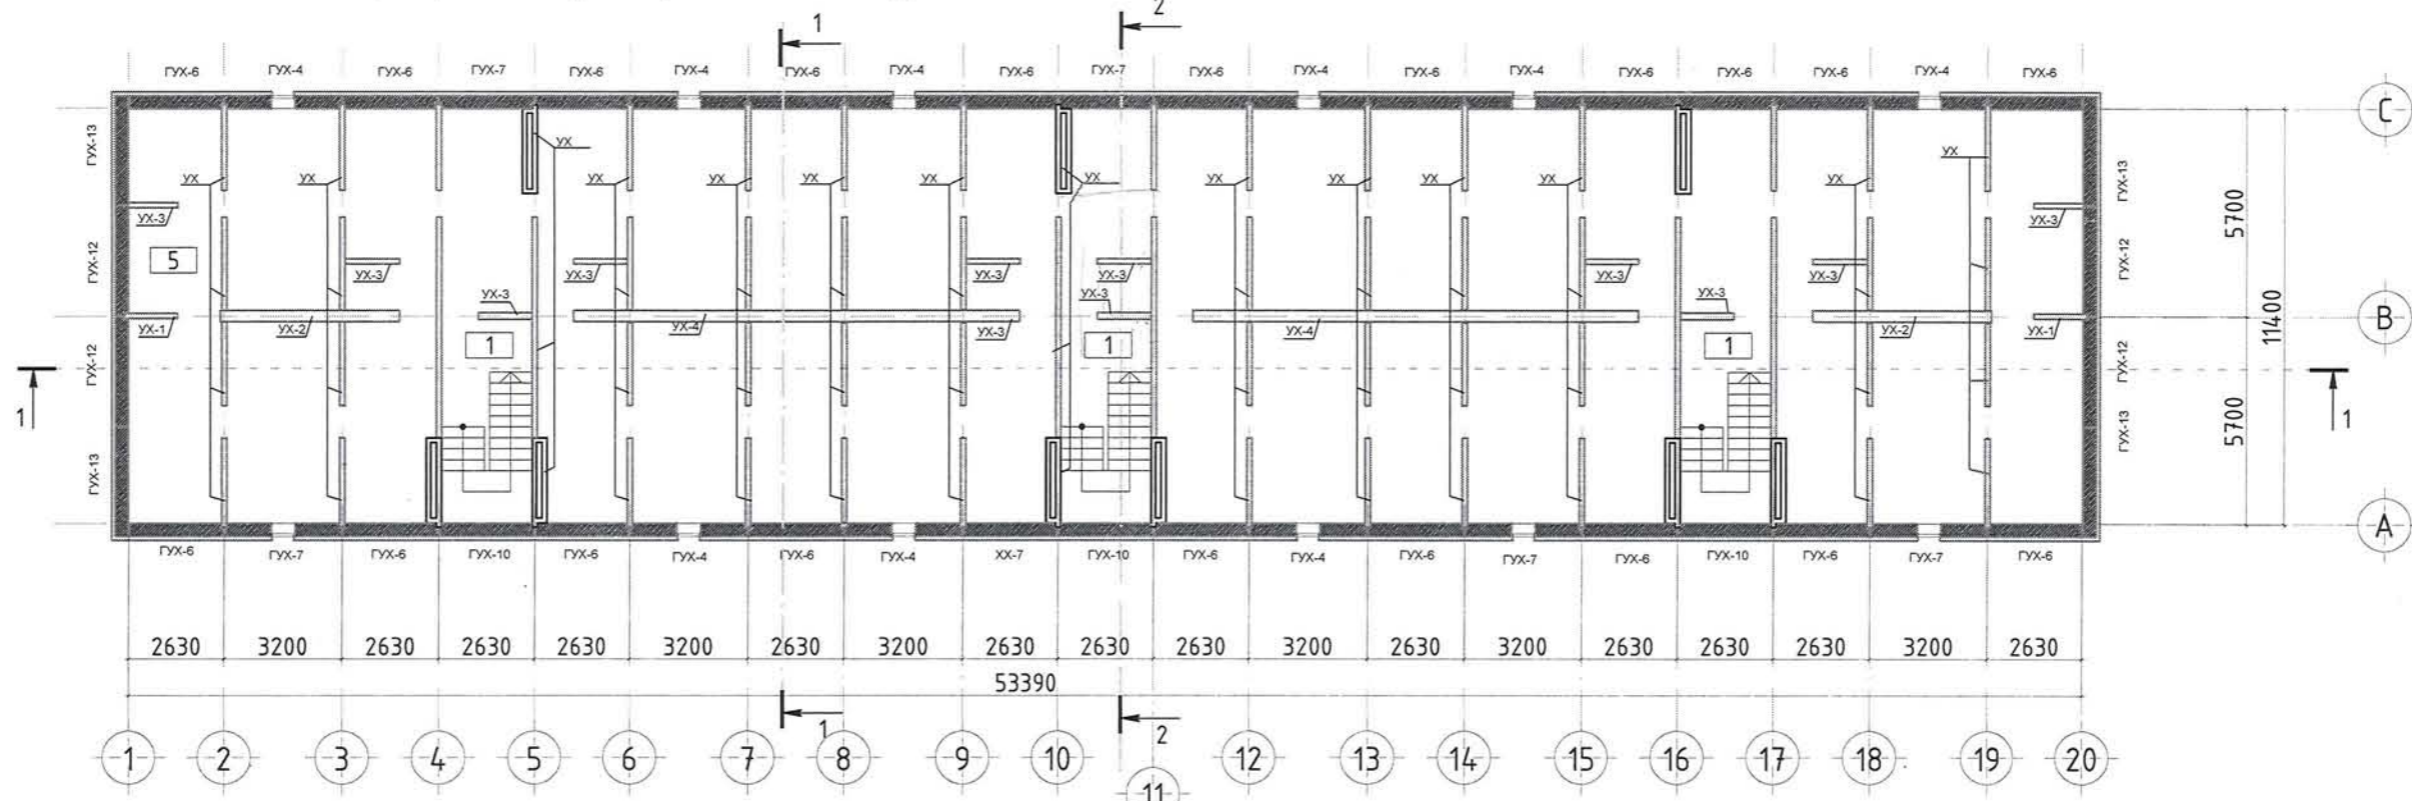 1 2
ГУХ-6 ГУХ-4 ГУХ-6 ГУХ-7 ГУХ-6 ГУХ-4 ГУХ-6 ГУХ-4 ГУХ-6 ГУХ-7 ГУХ-6 ГУХ-4 ГУХ-6 ГУХ-4 ГУХ-6 ГУХ-6 ГУХ-6 ГУХ-4 ГУХ-6
С
ГУХ-13
УХ УХ
УХ УХ УХ УХ УХ УХ УХ УХ УХ УХ УХ УХ
ГУХ-13
УХ-3 УХ-3
5700
ГУХ-12
5
УХ-3 УХ-3 УХ-3 УХ-3 УХ-3 УХ-3
ГУХ-12
УХ-3 УХ-3 УХ-3
УХ-1 УХ-2 УХ-4 УХ-3 УХ-4 УХ-2 УХ-1
В
11400
1 1 1
ГУХ-12 ГУХ-12
1 1
5700
ГУХ-13 ГУХ-13
А
ГУХ-6 ГУХ-7 ГУХ-6 ГУХ-10 ГУХ-6 ГУХ-4 ГУХ-6 ГУХ-4 ХХ-7 ГУХ-10 ГУХ-6 ГУХ-4 ГУХ-6 ГУХ-7 ГУХ-6 ГУХ-10 ГУХ-6 ГУХ-7 ГУХ-6
2630 3200 2630 2630 2630 3200 2630 3200 2630 2630 2630 3200 2630 3200 2630 2630 2630 3200 2630
53390
1 2
1 2 3 4 5 6 7 8 9 10 12 13 14 15 16 17 18 19 20
11